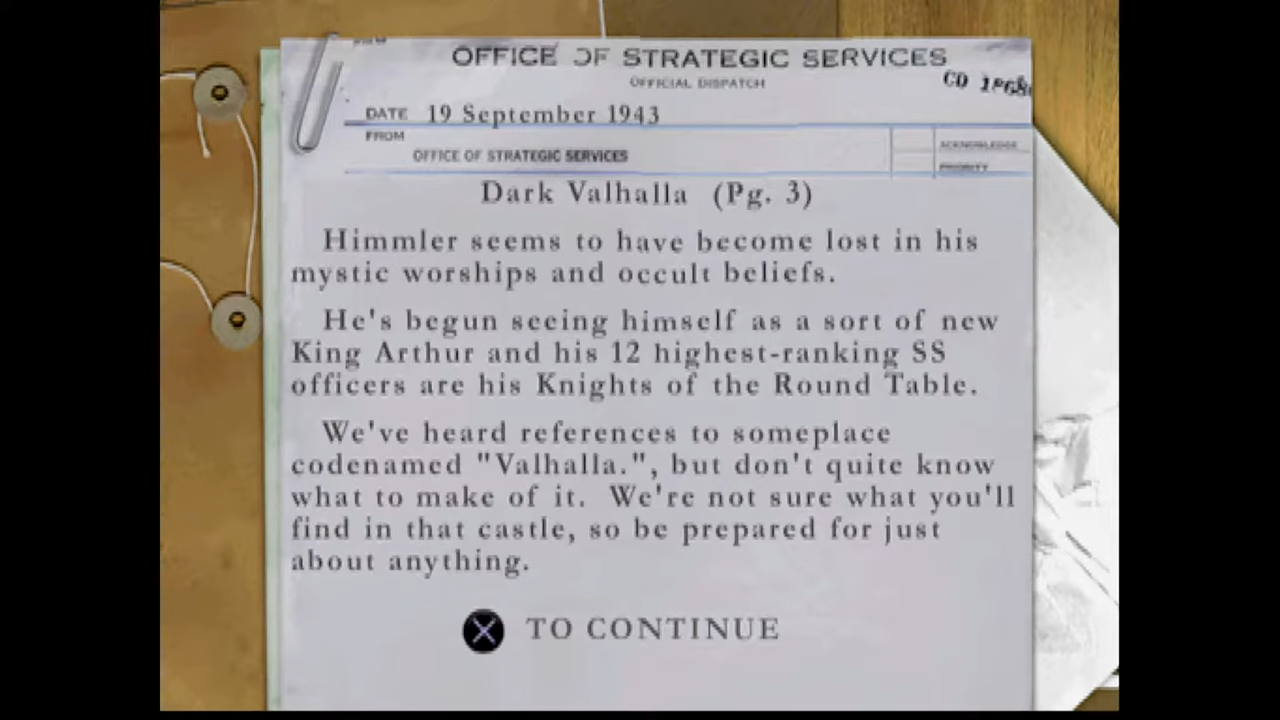 OFFICE OF STRATEGIC SERVICES
OFFICIAL DISPATCH
CO 1P68
DATE 19 September 1943
FROM
OFFICE OF STRATEGIC SERVICES
ACKNOWLEDGE
PRIORITY
Dark Valhalla (Pg. 3)
Himmler seems to have become lost in his
mystic worships and occult beliefs.
He's begun seeing himself as a sort of new
King Arthur and his 12 highest-ranking SS
officers are his Knights of the Round Table.
We've heard references to someplace
codenamed "Valhalla.", but don't quite know
what to make of it. We're not sure what you'll
find in that castle, so be prepared for just
about anything.
TO CONTINUE